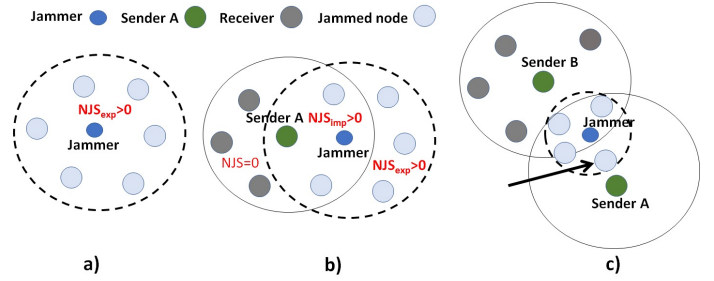 Jammer Sender A Receiver Jammed node
NJSexp>0
Jammer
a)
Sender A
NJSimp>0
Jammer
NJS=0
NJSexp>0
b)
Sender B
Jammer
Sender A
c)